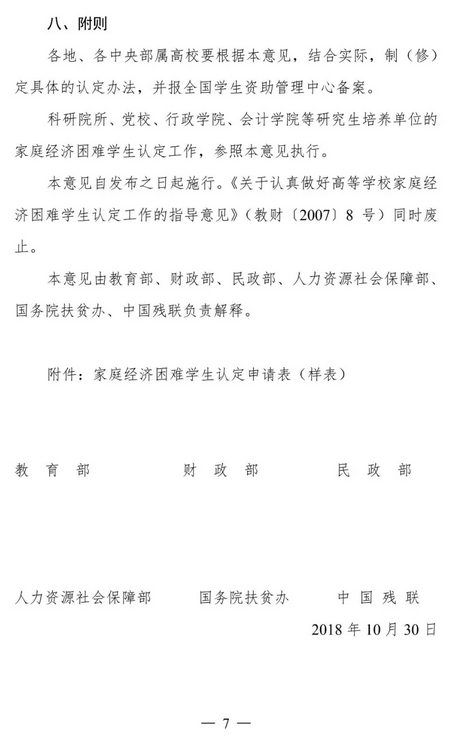 八、附则
各地、各中央部属高校要根据本意见，结合实际，制（修）
定具体的认定办法，并报全国学生资助管理中心备案。
科研院所、党校、行政学院、会计学院等研究生培养单位的
家庭经济困难学生认定工作，参照本意见执行。
本意见自发布之日起施行。《关于认真做好高等学校家庭经
济困难学生认定工作的指导意见》（教财〔2007〕8 号）同时废
止。
本意见由教育部、财政部、民政部、人力资源社会保障部、
国务院扶贫办、中国残联负责解释。
附件：家庭经济困难学生认定申请表（样表）
教 育 部 财 政 部 民 政 部
人力资源社会保障部 国务院扶贫办 中 国 残 联
2018 年 10 月 30 日
— 7 —